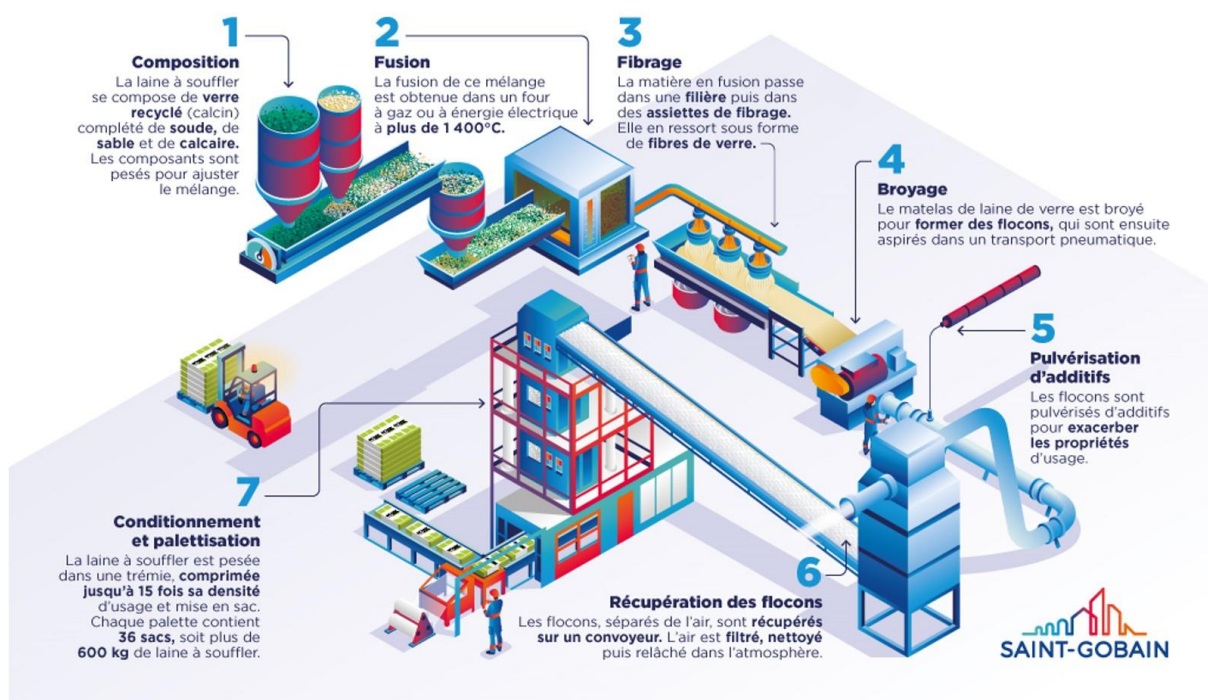 1
Composition
La laine à souffler
se compose de verre
recyclé (calcin)
complété de soude, de
sable et de calcaire.
Les composants sont
pesés pour ajuster
le mélange.
2
Fusion
La fusion de ce mélange
est obtenue dans un four
à gaz ou à énergie électrique
à plus de 1 400°C.
3
Fibrage
La matière en fusion passe
dans une filière puis dans
des assiettes de fibrage.
Elle en ressort sous forme
de fibres de verre.
4
Broyage
Le matelas de laine de verre est broyé
pour former des flocons, qui sont ensuite
aspirés dans un transport pneumatique.
5
Pulvérisation
d'additifs
Les flocons sont
pulvérisés d'additifs
pour exacerber
les propriétés
d'usage.
6
Récupération des flocons
Les flocons, séparés de l'air, sont récupérés
sur un convoyeur. L'air est filtré, nettoyé
puis relâché dans l'atmosphère.
7
Conditionnement
et palettisation
La laine à souffler est pesée
dans une trémie, comprimée
jusqu'à 15 fois sa densité
d'usage et mise en sac.
Chaque palette contient
36 sacs, soit plus de
600 kg de laine à souffler.
SAINT-GOBAIN